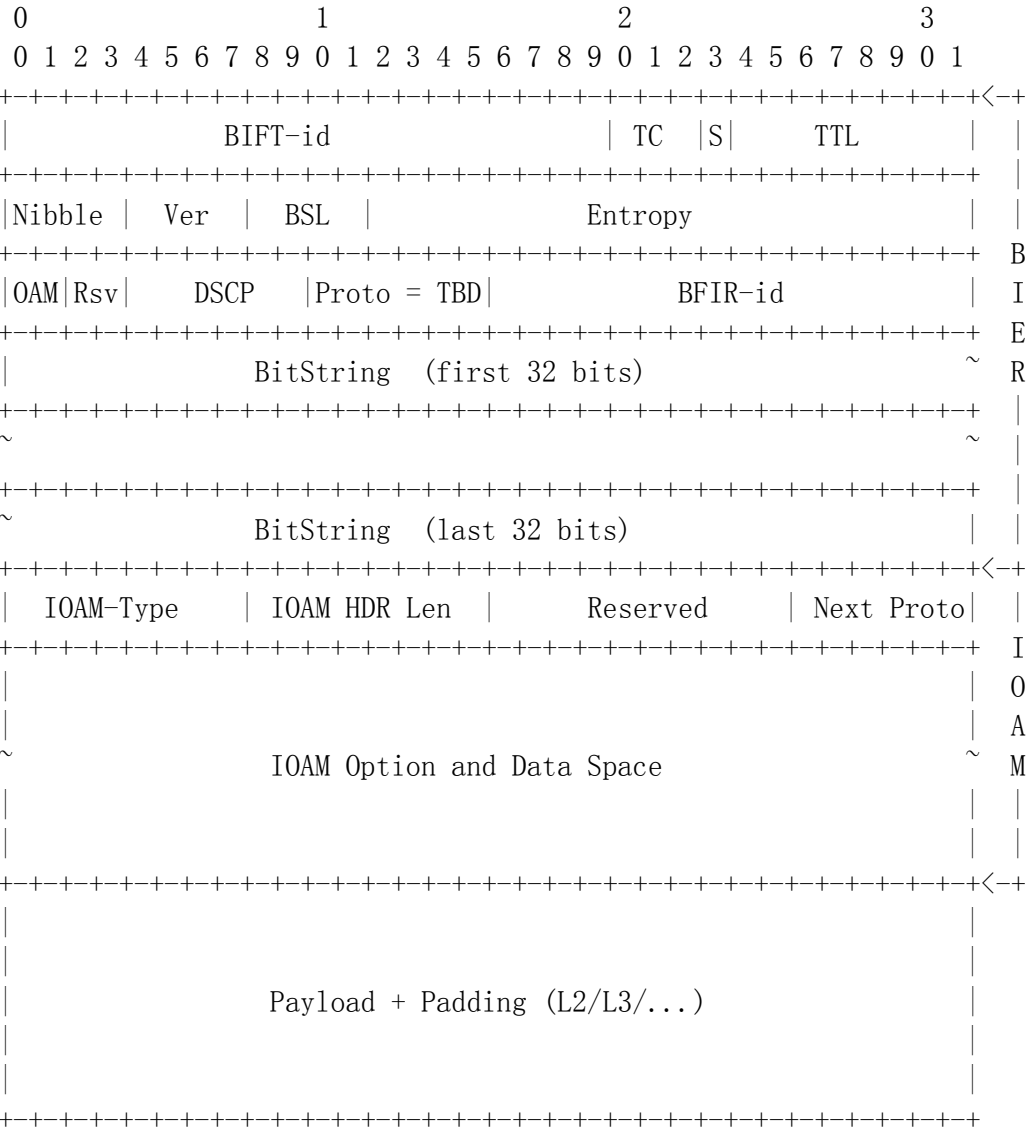 0                   1                   2                   3
 0 1 2 3 4 5 6 7 8 9 0 1 2 3 4 5 6 7 8 9 0 1 2 3 4 5 6 7 8 9 0 1
+-+-+-+-+-+-+-+-+-+-+-+-+-+-+-+-+-+-+-+-+-+-+-+-+-+-+-+-+-+-+-+-+<-+
|              BIFT-id                  | TC  |S|     TTL       |  |
+-+-+-+-+-+-+-+-+-+-+-+-+-+-+-+-+-+-+-+-+-+-+-+-+-+-+-+-+-+-+-+-+  |
|Nibble |  Ver  |  BSL  |              Entropy                  |  |
+-+-+-+-+-+-+-+-+-+-+-+-+-+-+-+-+-+-+-+-+-+-+-+-+-+-+-+-+-+-+-+-+  B
|OAM|Rsv|    DSCP   |Proto = TBD|            BFIR-id            |  I
+-+-+-+-+-+-+-+-+-+-+-+-+-+-+-+-+-+-+-+-+-+-+-+-+-+-+-+-+-+-+-+-+  E
|                BitString  (first 32 bits)                     ~  R
+-+-+-+-+-+-+-+-+-+-+-+-+-+-+-+-+-+-+-+-+-+-+-+-+-+-+-+-+-+-+-+-+  |
~                                                               ~  |
+-+-+-+-+-+-+-+-+-+-+-+-+-+-+-+-+-+-+-+-+-+-+-+-+-+-+-+-+-+-+-+-+  |
~                BitString  (last 32 bits)                      |  |
+-+-+-+-+-+-+-+-+-+-+-+-+-+-+-+-+-+-+-+-+-+-+-+-+-+-+-+-+-+-+-+-+<-+
|  IOAM-Type    | IOAM HDR Len  |      Reserved     | Next Proto|  |
+-+-+-+-+-+-+-+-+-+-+-+-+-+-+-+-+-+-+-+-+-+-+-+-+-+-+-+-+-+-+-+-+  I
|                                                               |  O
|                                                               |  A
~                 IOAM Option and Data Space                    ~  M
|                                                               |  |
|                                                               |  |
+-+-+-+-+-+-+-+-+-+-+-+-+-+-+-+-+-+-+-+-+-+-+-+-+-+-+-+-+-+-+-+-+<-+
|                                                               |
|                                                               |
|                 Payload + Padding (L2/L3/...)                 |
|                                                               |
|                                                               |
+-+-+-+-+-+-+-+-+-+-+-+-+-+-+-+-+-+-+-+-+-+-+-+-+-+-+-+-+-+-+-+-+